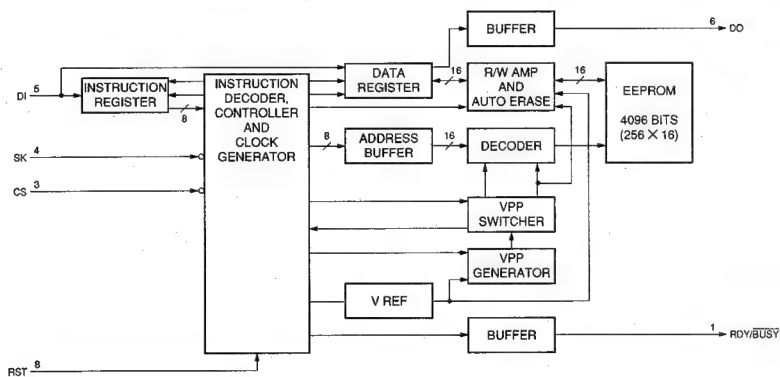 BUFFER
6
DO
DI
5
INSTRUCTION
REGISTER
8
INSTRUCTION
DECODER,
CONTROLLER
AND
CLOCK
GENERATOR
DATA
REGISTER
16
R/W AMP
AND
AUTO ERASE
16
EEPROM
4096 BITS
(256 × 16)
SK
4
CS
3
8
ADDRESS
BUFFER
16
DECODER
VPP
SWITCHER
VPP
GENERATOR
V REF
BUFFER
1
RDY/BUSY
RST
8